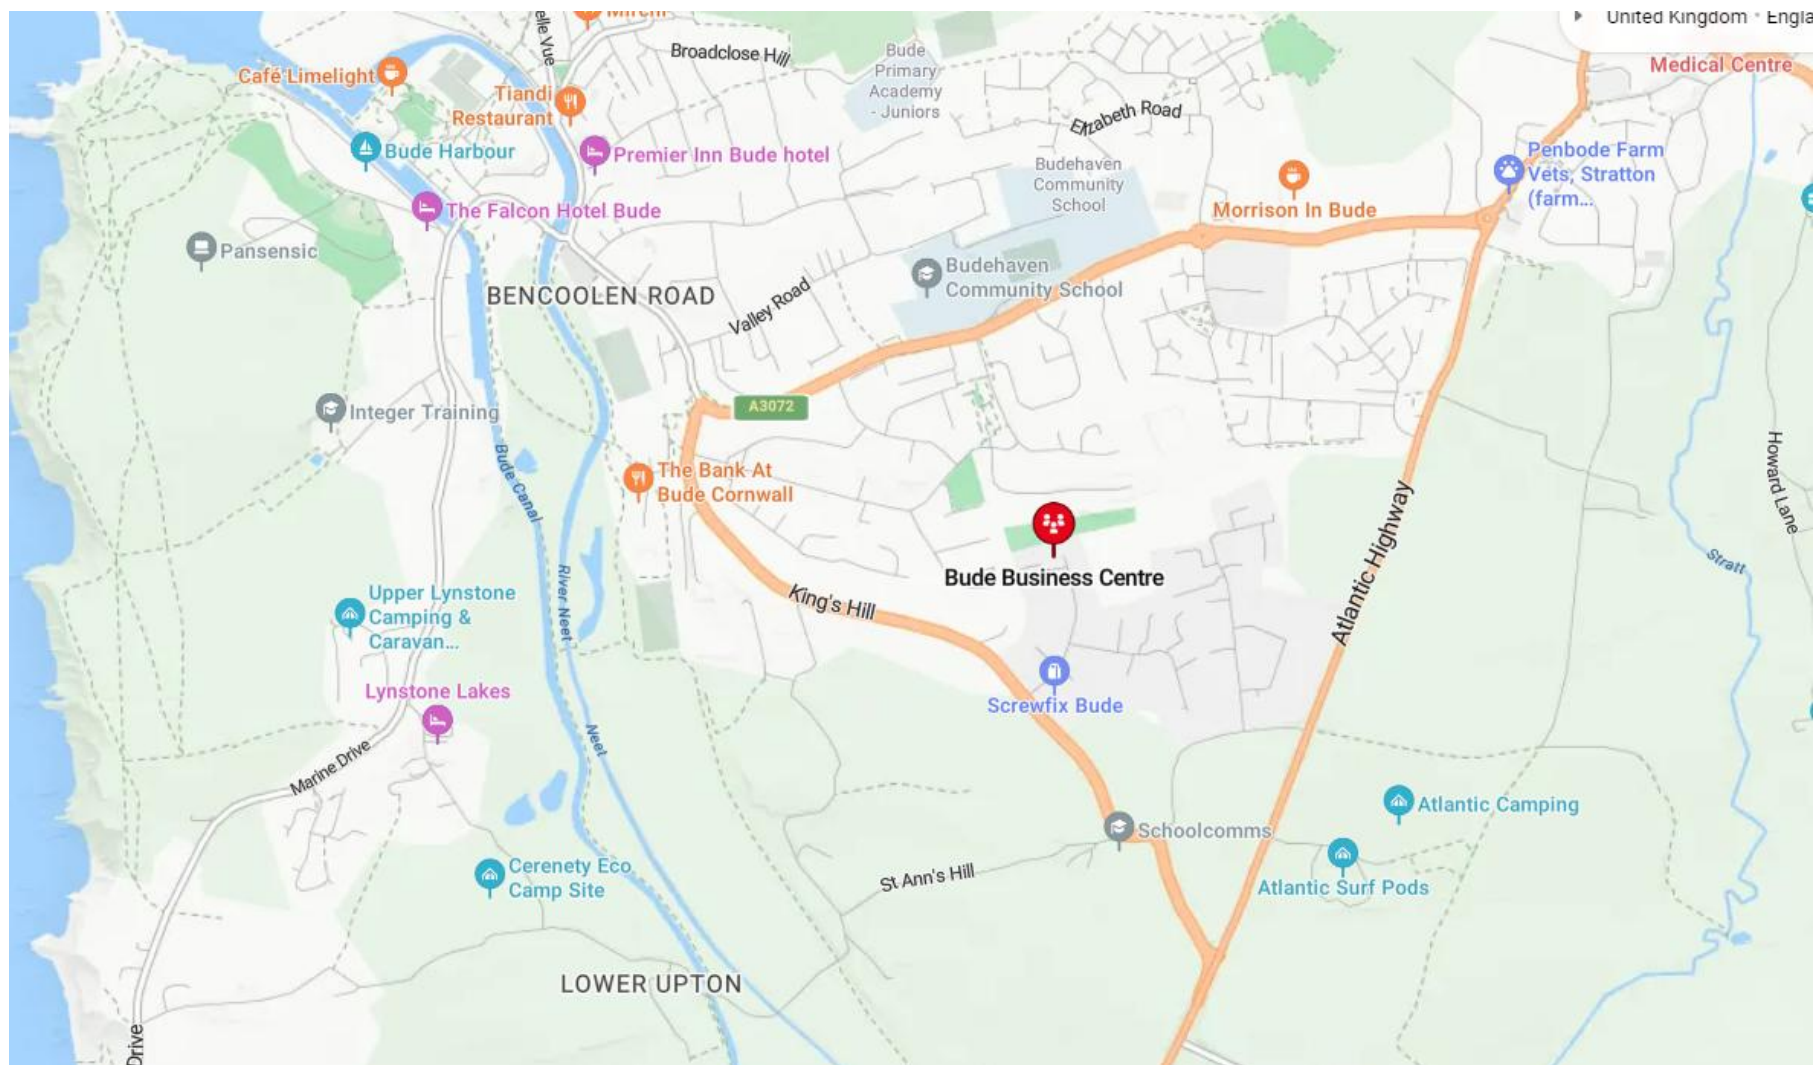 United Kingdom · Engla
Medical Centre
elle Vue
Broadclose Hill
Café Limelight
Tiandi
Restaurant
Bude
Primary
Academy
- Juniors
Elizabeth Road
Bude Harbour
Premier Inn Bude hotel
Budehaven
Community
School
Penbode Farm
Vets, Stratton
(farm...
The Falcon Hotel Bude
Morrison In Bude
Pansensic
Budehaven
Community School
BENCOOLEN ROAD
Valley Road
A3072
Integer Training
Bude Canal
The Bank At
Bude Cornwall
Howard Lane
Atlantic Highway
Stratt
Bude Business Centre
River Neet
King's Hill
Upper Lynstone
Camping &
Caravan...
Lynstone Lakes
Screwfix Bude
Neet
Marine Drive
Atlantic Camping
Schoolcomms
Cerenety Eco
Camp Site
St Ann's Hill
Atlantic Surf Pods
LOWER UPTON
Drive